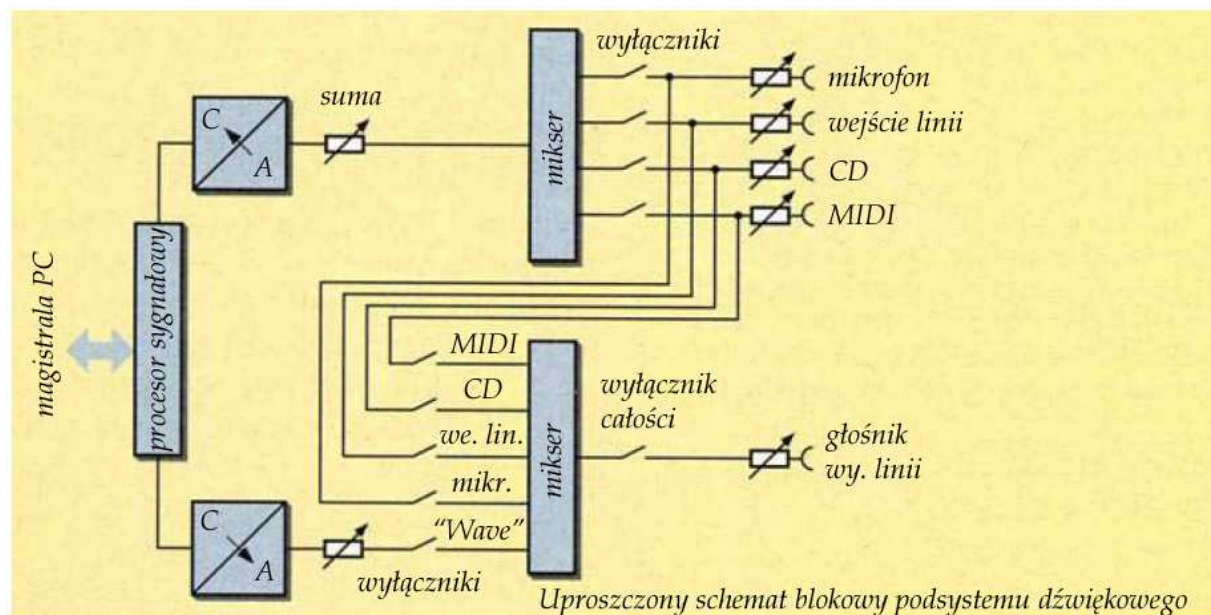 wyłączniki
suma
C
A
mikser
mikrofon
wejście linii
CD
MIDI
magistrala PC
procesor sygnałowy
MIDI
CD
we. lin.
mikr.
"Wave"
mikser
wyłącznik
całości
głośnik
wy. linii
C
A
wyłączniki
Uproszczony schemat blokowy podsystemu dźwiękowego